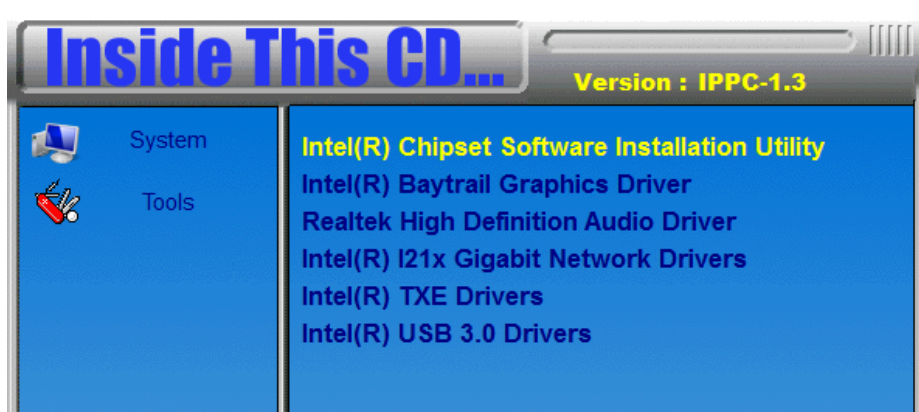 Inside This CD...
Version : IPPC-1.3
System
Tools
Intel(R) Chipset Software Installation Utility
Intel(R) Baytrail Graphics Driver
Realtek High Definition Audio Driver
Intel(R) I21x Gigabit Network Drivers
Intel(R) TXE Drivers
Intel(R) USB 3.0 Drivers